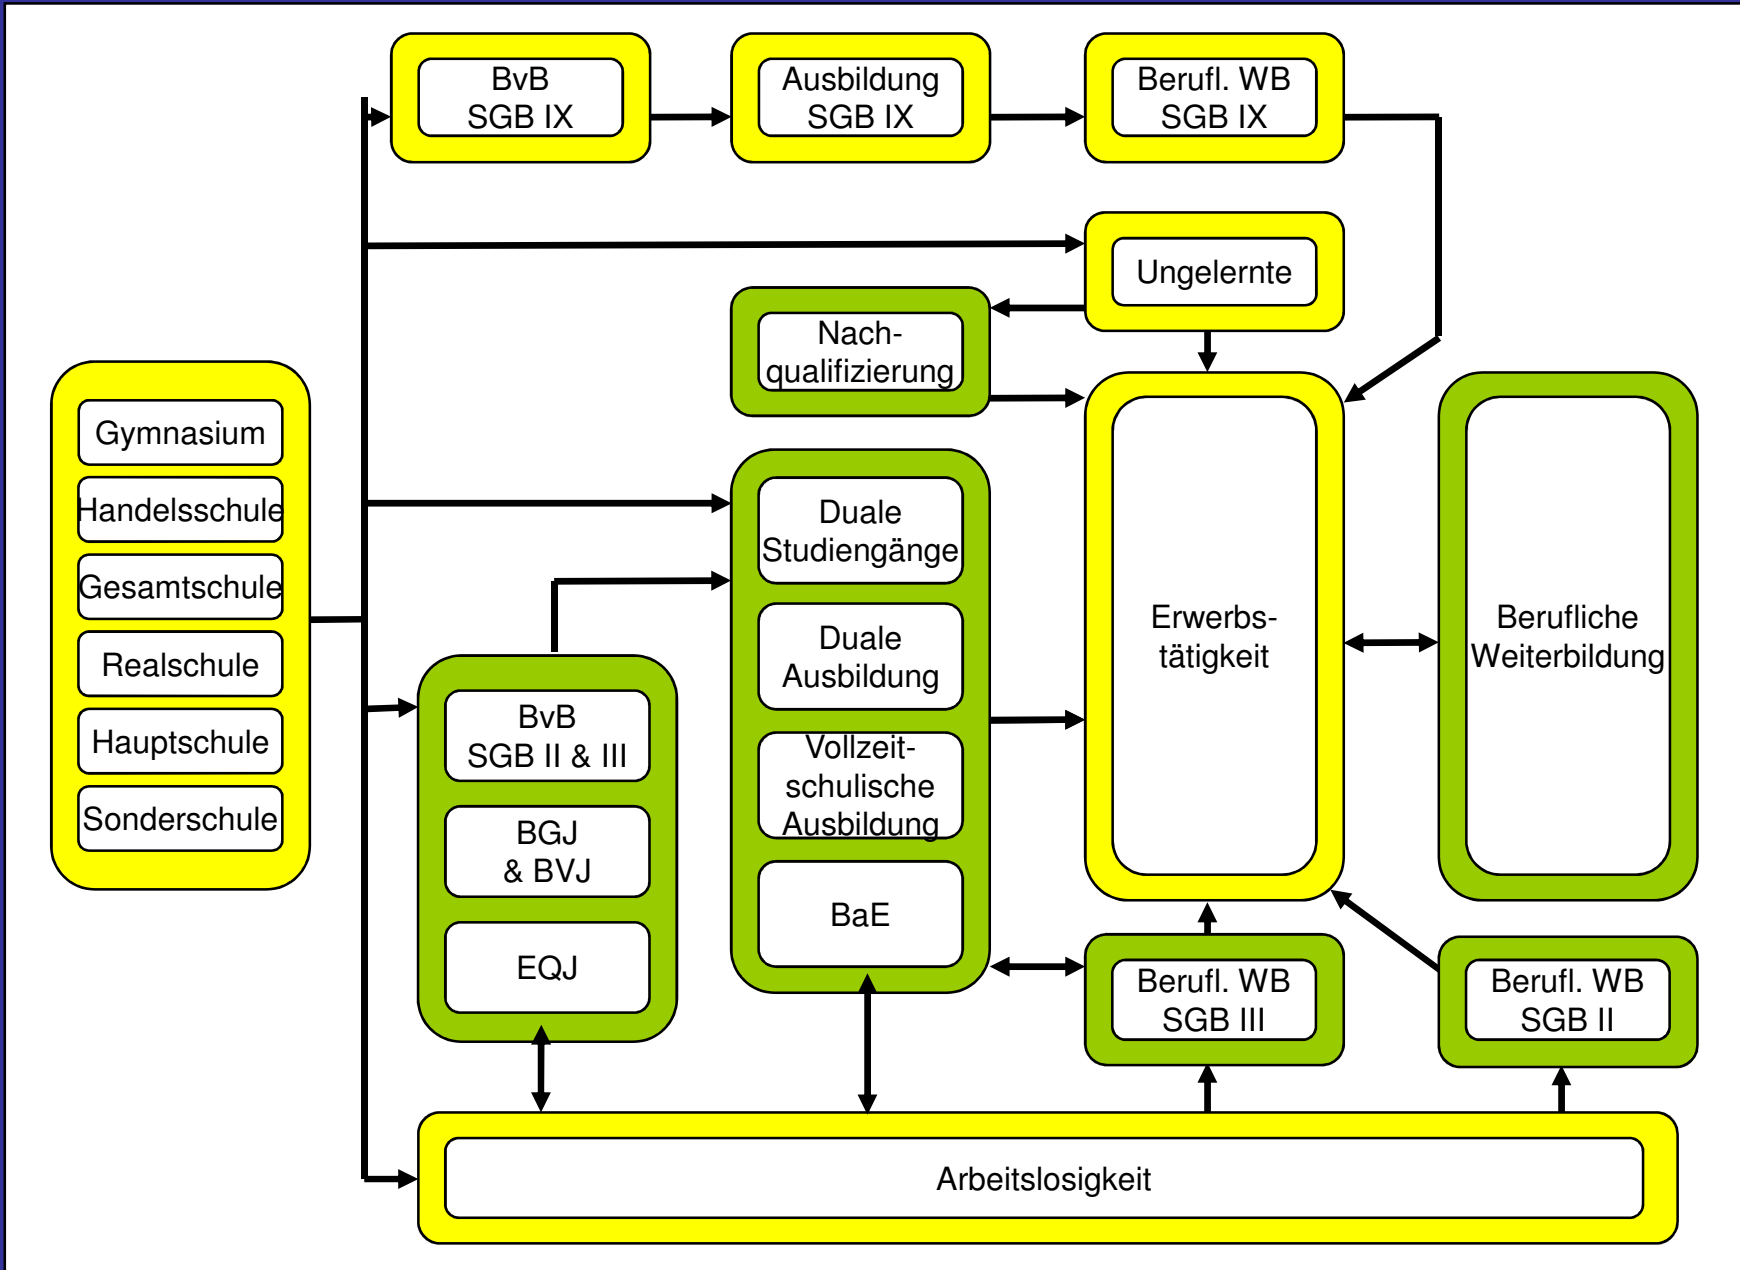 BvB
SGB IX
Ausbildung
SGB IX
Berufl. WB
SGB IX
Ungelernte
Nach-
qualifizierung
Gymnasium
Handelsschule
Gesamtschule
Realschule
Hauptschule
Sonderschule
BvB
SGB II & III
BGJ
& BVJ
EQJ
Duale
Studiengänge
Duale
Ausbildung
Vollzeit-
schulische
Ausbildung
BaE
Erwerbs-
tätigkeit
Berufliche
Weiterbildung
Berufl. WB
SGB III
Berufl. WB
SGB II
Arbeitslosigkeit